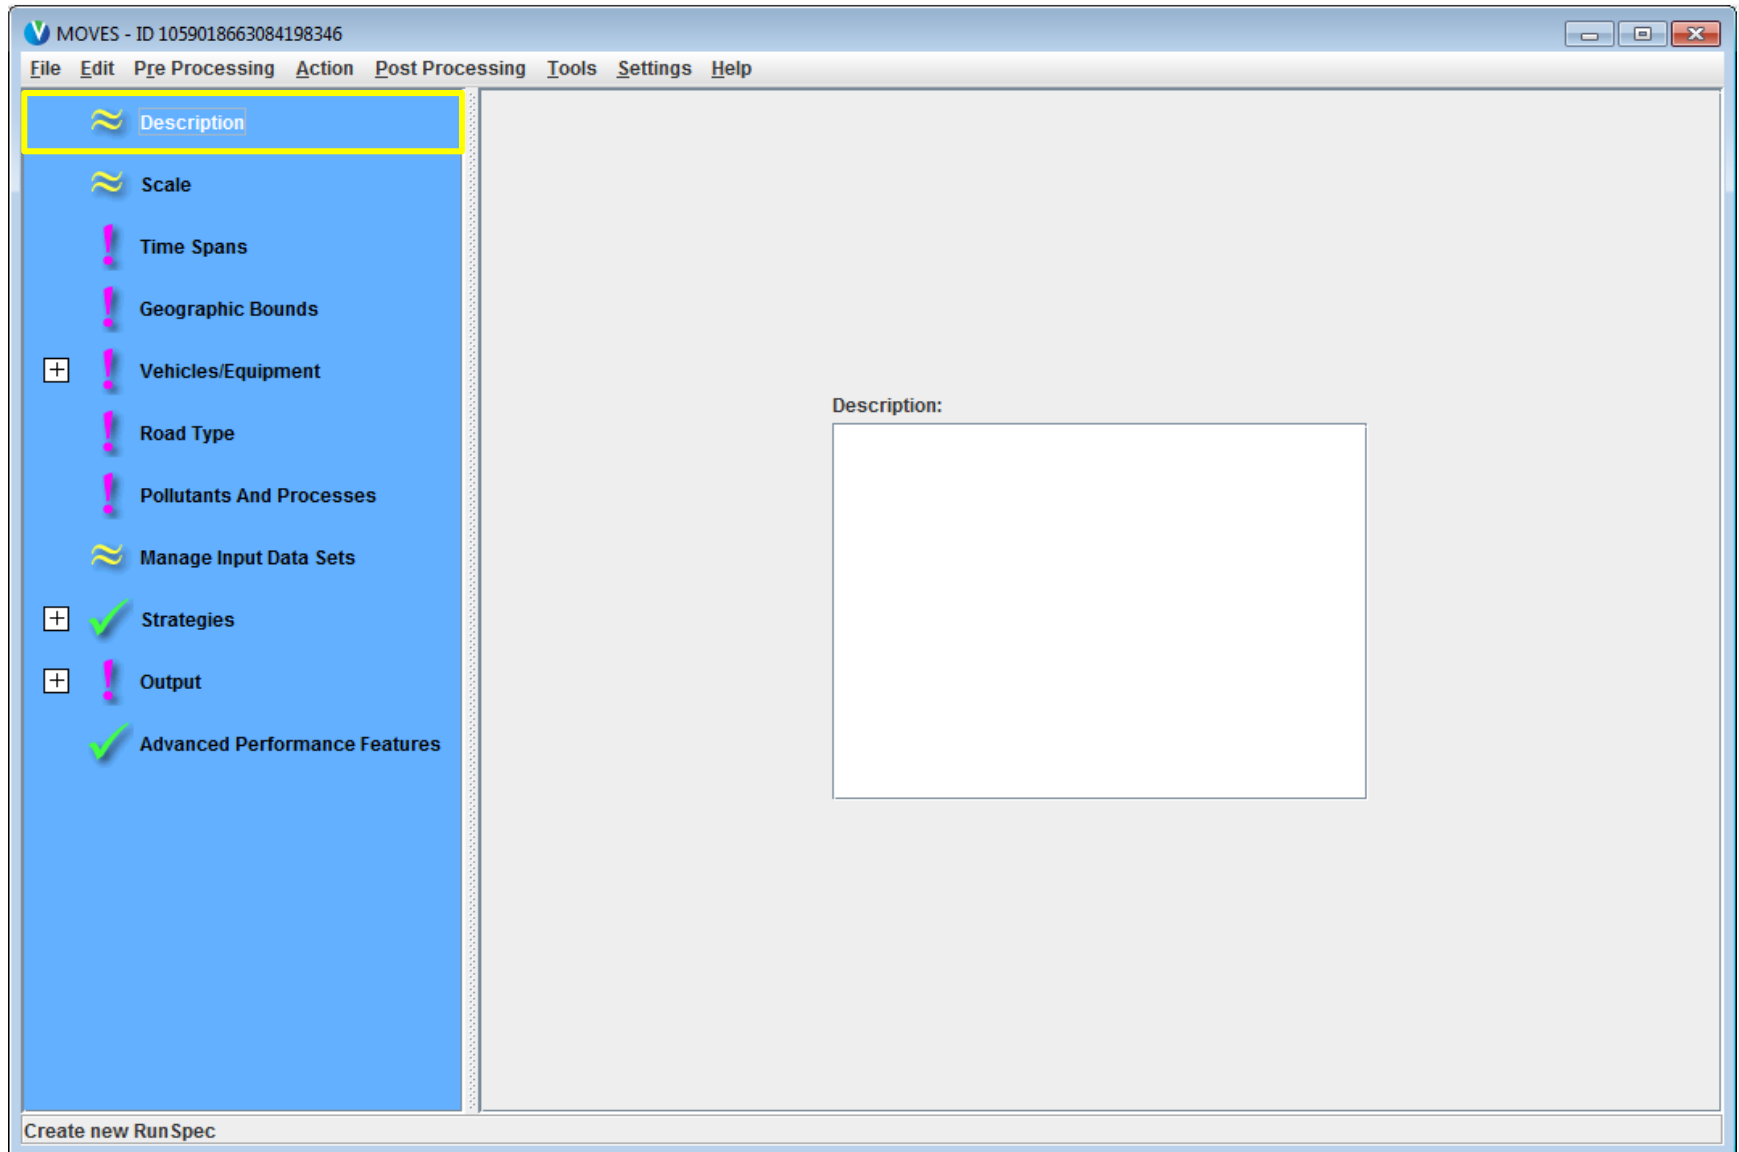 MOVES - ID 1059018663084198346
File Edit Pre Processing Action Post Processing Tools Settings Help
Description
Scale
Time Spans
Geographic Bounds
Vehicles/Equipment
Road Type
Pollutants And Processes
Manage Input Data Sets
Strategies
Output
Advanced Performance Features
Description:
Create new RunSpec